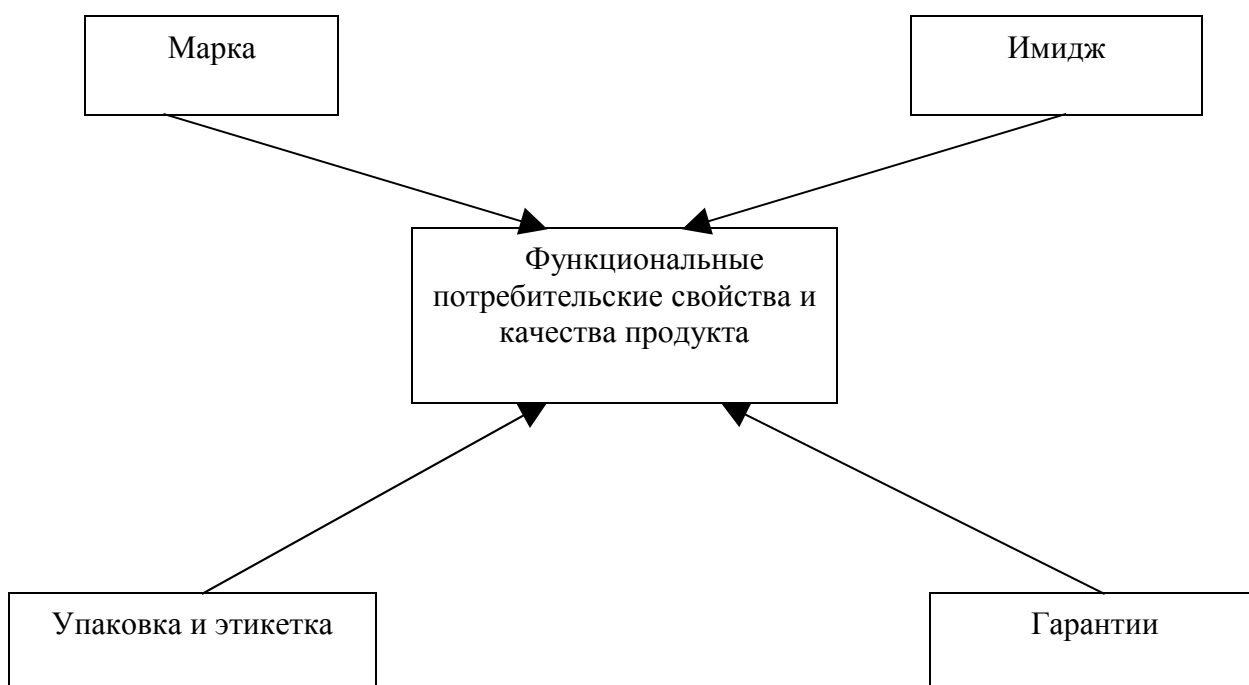 Марка
Имидж
Функциональные
потребительские свойства и
качества продукта
Упаковка и этикетка
Гарантии